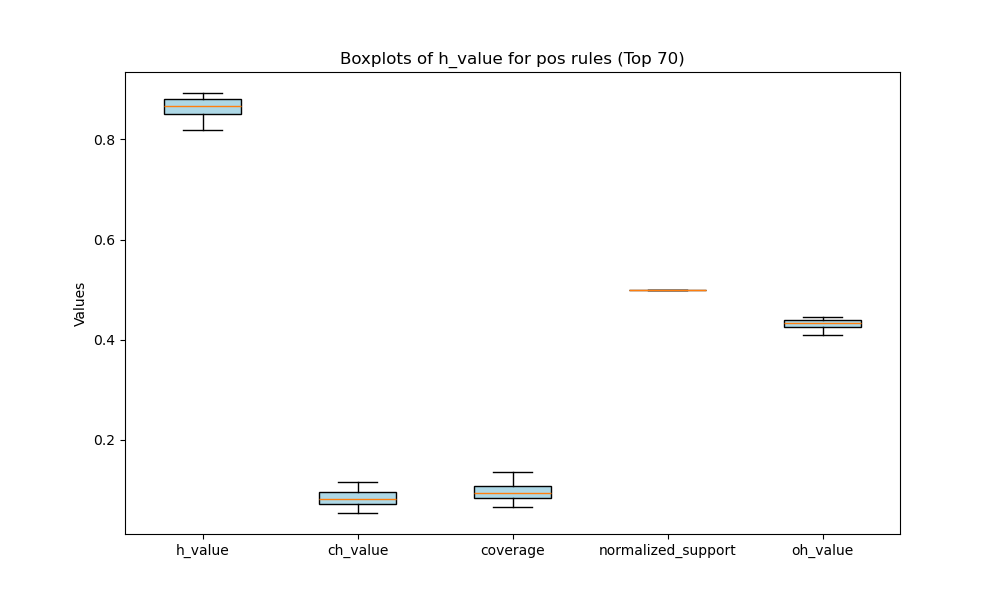 Boxplots of h_value for pos rules (Top 70)
Values
0.8
0.6
0.4
0.2
h_value
ch_value
coverage
normalized_support
oh_value